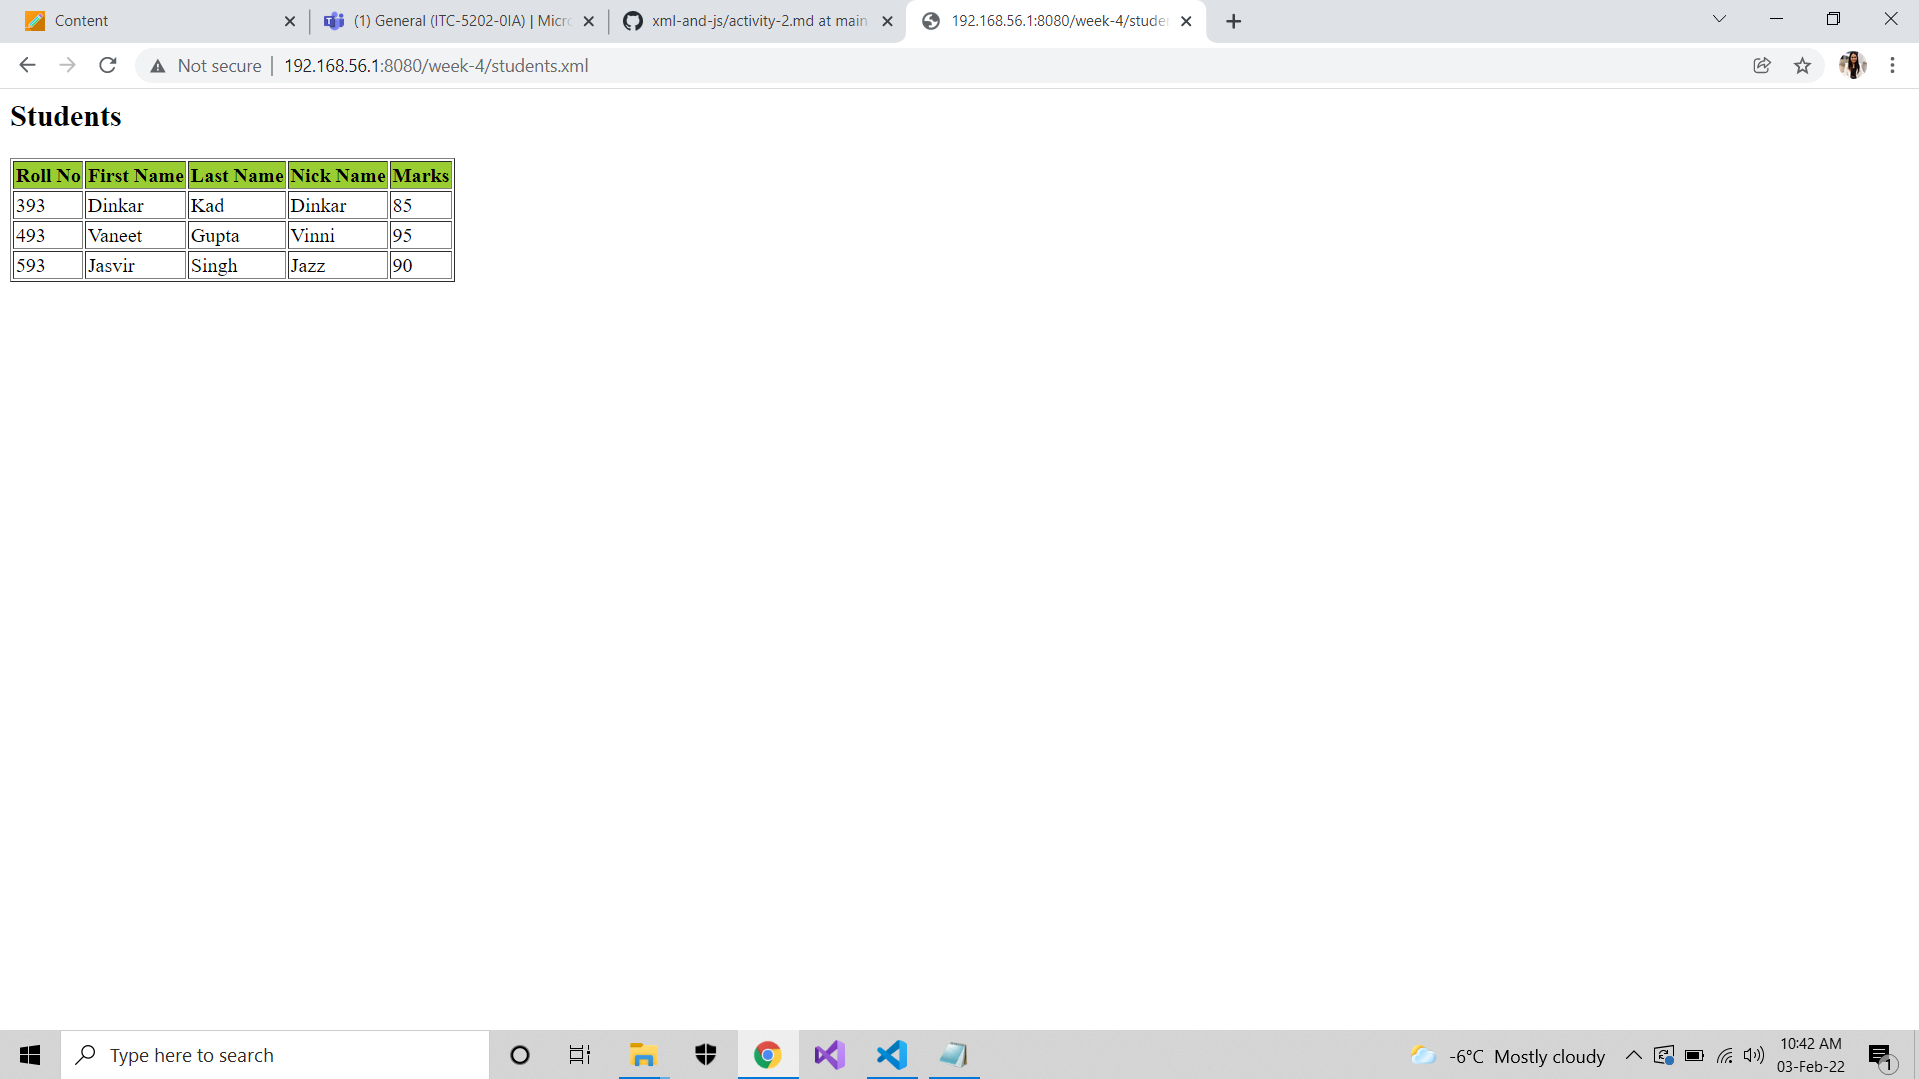 Content
(1) General (ITC-5202-0IA) | Micro
xml-and-js/activity-2.md at main
192.168.56.1:8080/week-4/studen
Not secure | 192.168.56.1:8080/week-4/students.xml
Students
Roll No First Name Last Name Nick Name Marks
393 Dinkar Kad Dinkar 85
493 Vaneet Gupta Vinni 95
593 Jasvir Singh Jazz 90
Type here to search
-6°C Mostly cloudy
10:42 AM
03-Feb-22
1